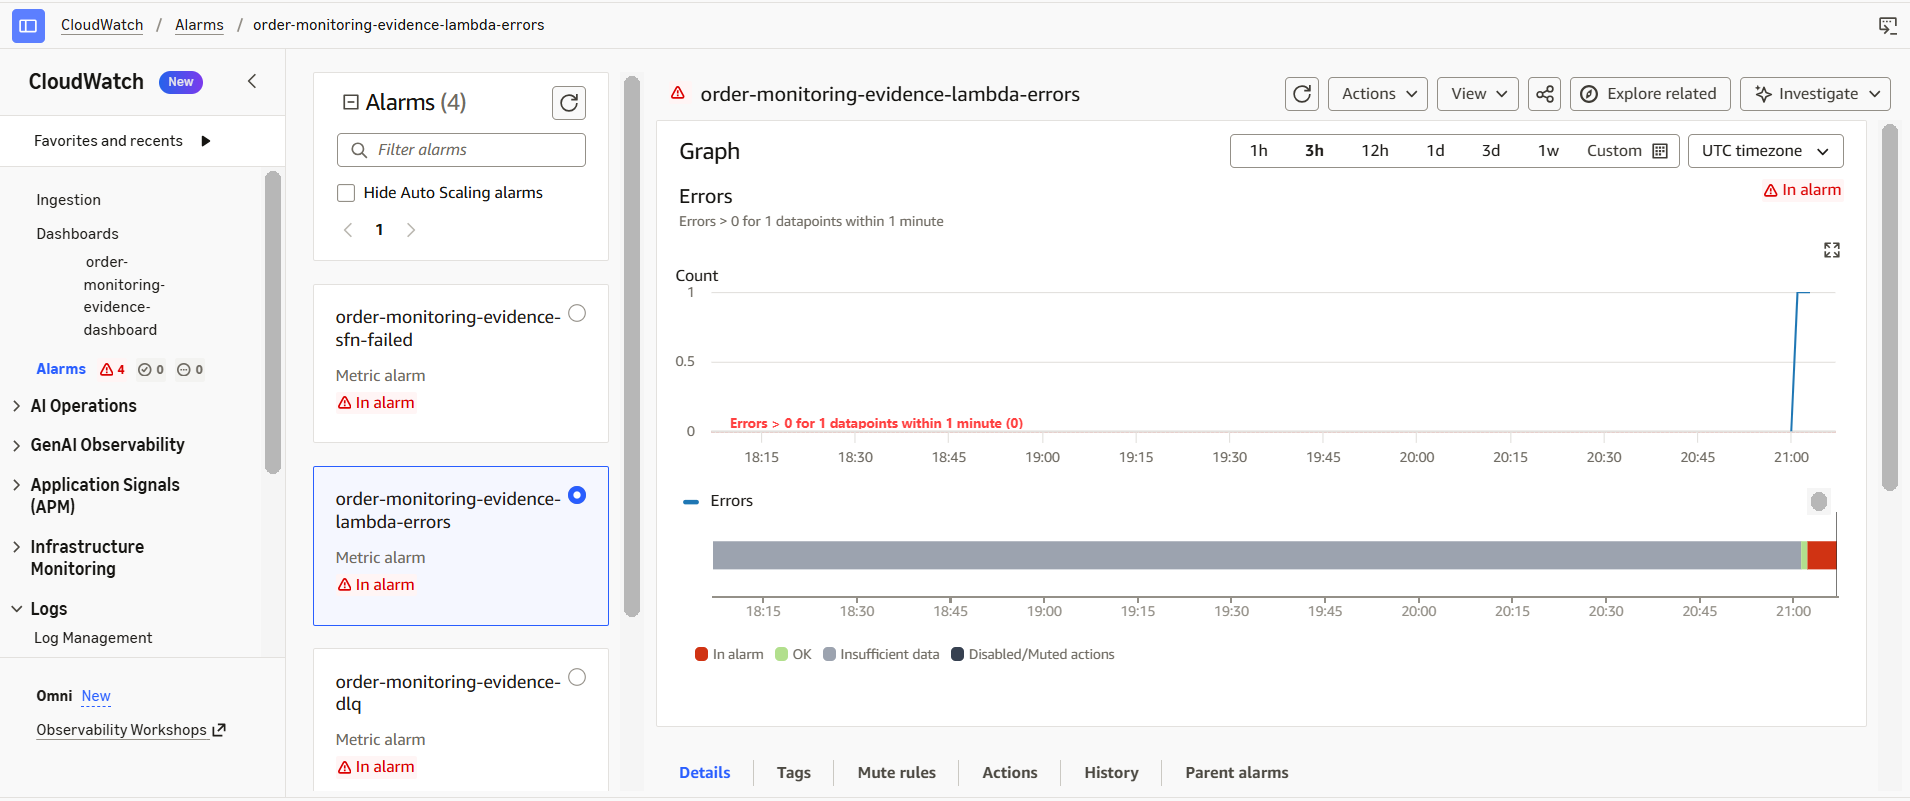 CloudWatch / Alarms / order-monitoring-evidence-lambda-errors
CloudWatch New
Favorites and recents
Ingestion
Dashboards
order-
monitoring-
evidence-
dashboard
Alarms 4 0 0
AI Operations
GenAI Observability
Application Signals
(APM)
Infrastructure
Monitoring
Logs
Log Management
Omni New
Observability Workshops
Alarms (4)
Filter alarms
Hide Auto Scaling alarms
1
order-monitoring-evidence-
sfn-failed
Metric alarm
In alarm
order-monitoring-evidence-
lambda-errors
Metric alarm
In alarm
order-monitoring-evidence-
dlq
Metric alarm
In alarm
order-monitoring-evidence-lambda-errors
Actions View Explore related Investigate
Graph
1h 3h 12h 1d 3d 1w Custom UTC timezone
Errors
In alarm
Errors > 0 for 1 datapoints within 1 minute
Count
1
0.5
Errors > 0 for 1 datapoints within 1 minute (0)
0
18:15 18:30 18:45 19:00 19:15 19:30 19:45 20:00 20:15 20:30 20:45 21:00
Errors
18:15 18:30 18:45 19:00 19:15 19:30 19:45 20:00 20:15 20:30 20:45 21:00
In alarm OK Insufficient data Disabled/Muted actions
Details Tags Mute rules Actions History Parent alarms